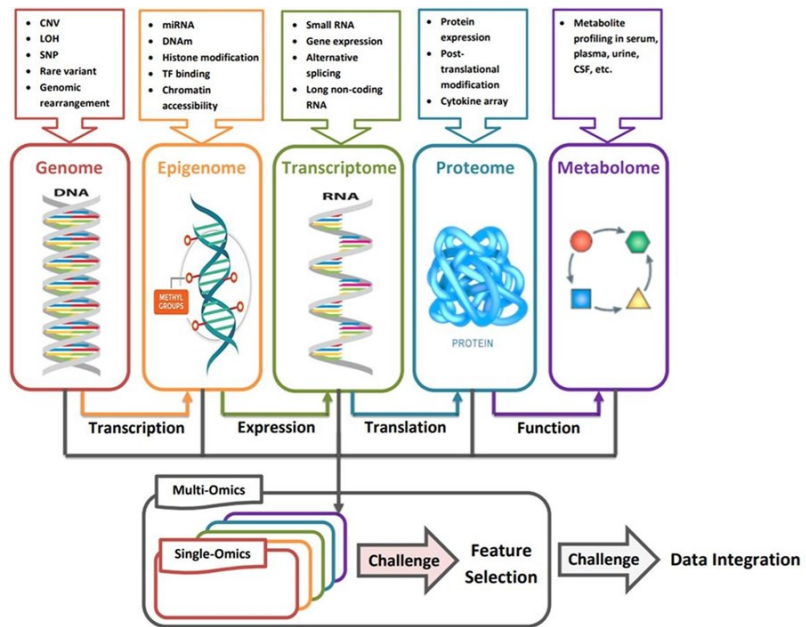 • CNV
• LOH
• SNP
• Rare variant
• Genomic
rearrangement
• miRNA
• DNAm
• Histone modification
• TF binding
• Chromatin
accessibility
• Small RNA
• Gene expression
• Alternative
splicing
• Long non-coding
RNA
• Protein
expression
• Post-
translational
modification
• Cytokine array
• Metabolite
profiling in serum,
plasma, urine,
CSF, etc.
Genome
Epigenome
Transcriptome
Proteome
Metabolome
DNA
METHYL
GROUPS
RNA
PROTEIN
Transcription
Expression
Translation
Function
Multi-Omics
Single-Omics
Challenge
Feature
Selection
Challenge
Data Integration